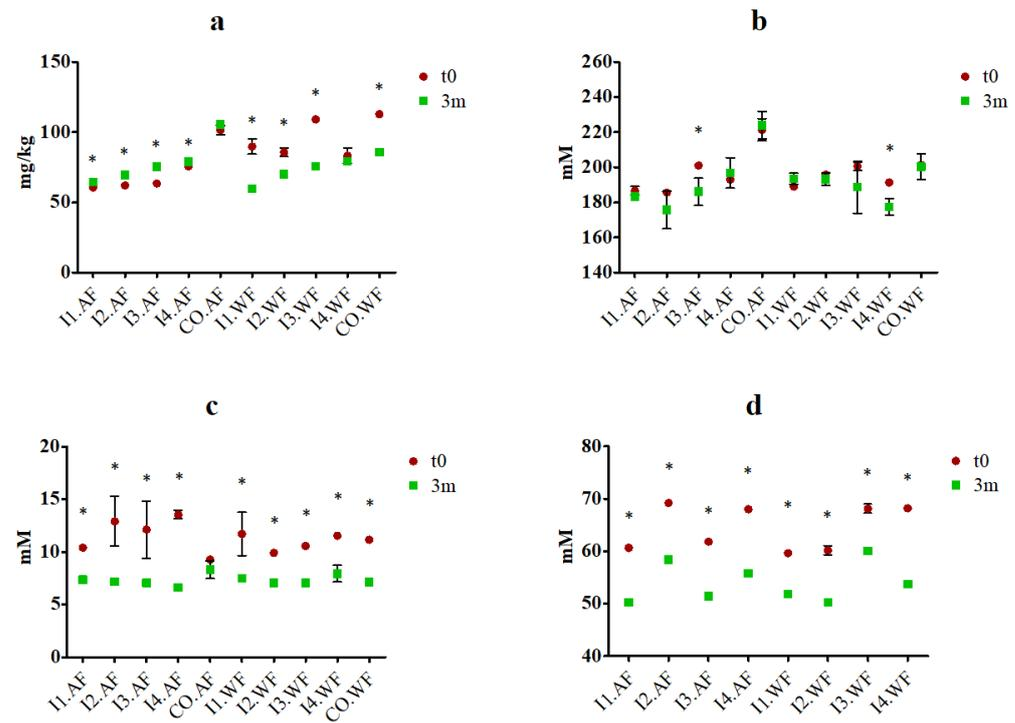 a
150
100
50
0
mg/kg
*
*
*
*
*
*
*
*
t0
3m
I1.AF
I2.AF
I3.AF
I4.AF
CO.AF
I1.WF
I2.WF
I3.WF
I4.WF
CO.WF
b
260
240
220
200
180
160
140
mM
*
*
t0
3m
I1.AF
I2.AF
I3.AF
I4.AF
CO.AF
I1.WF
I2.WF
I3.WF
I4.WF
CO.WF
c
20
15
10
5
0
mM
*
*
*
*
*
*
*
*
*
t0
3m
I1.AF
I2.AF
I3.AF
I4.AF
CO.AF
I1.WF
I2.WF
I3.WF
I4.WF
CO.WF
d
80
70
60
50
40
mM
*
*
*
*
*
*
*
*
t0
3m
I1.AF
I2.AF
I3.AF
I4.AF
I1.WF
I2.WF
I3.WF
I4.WF